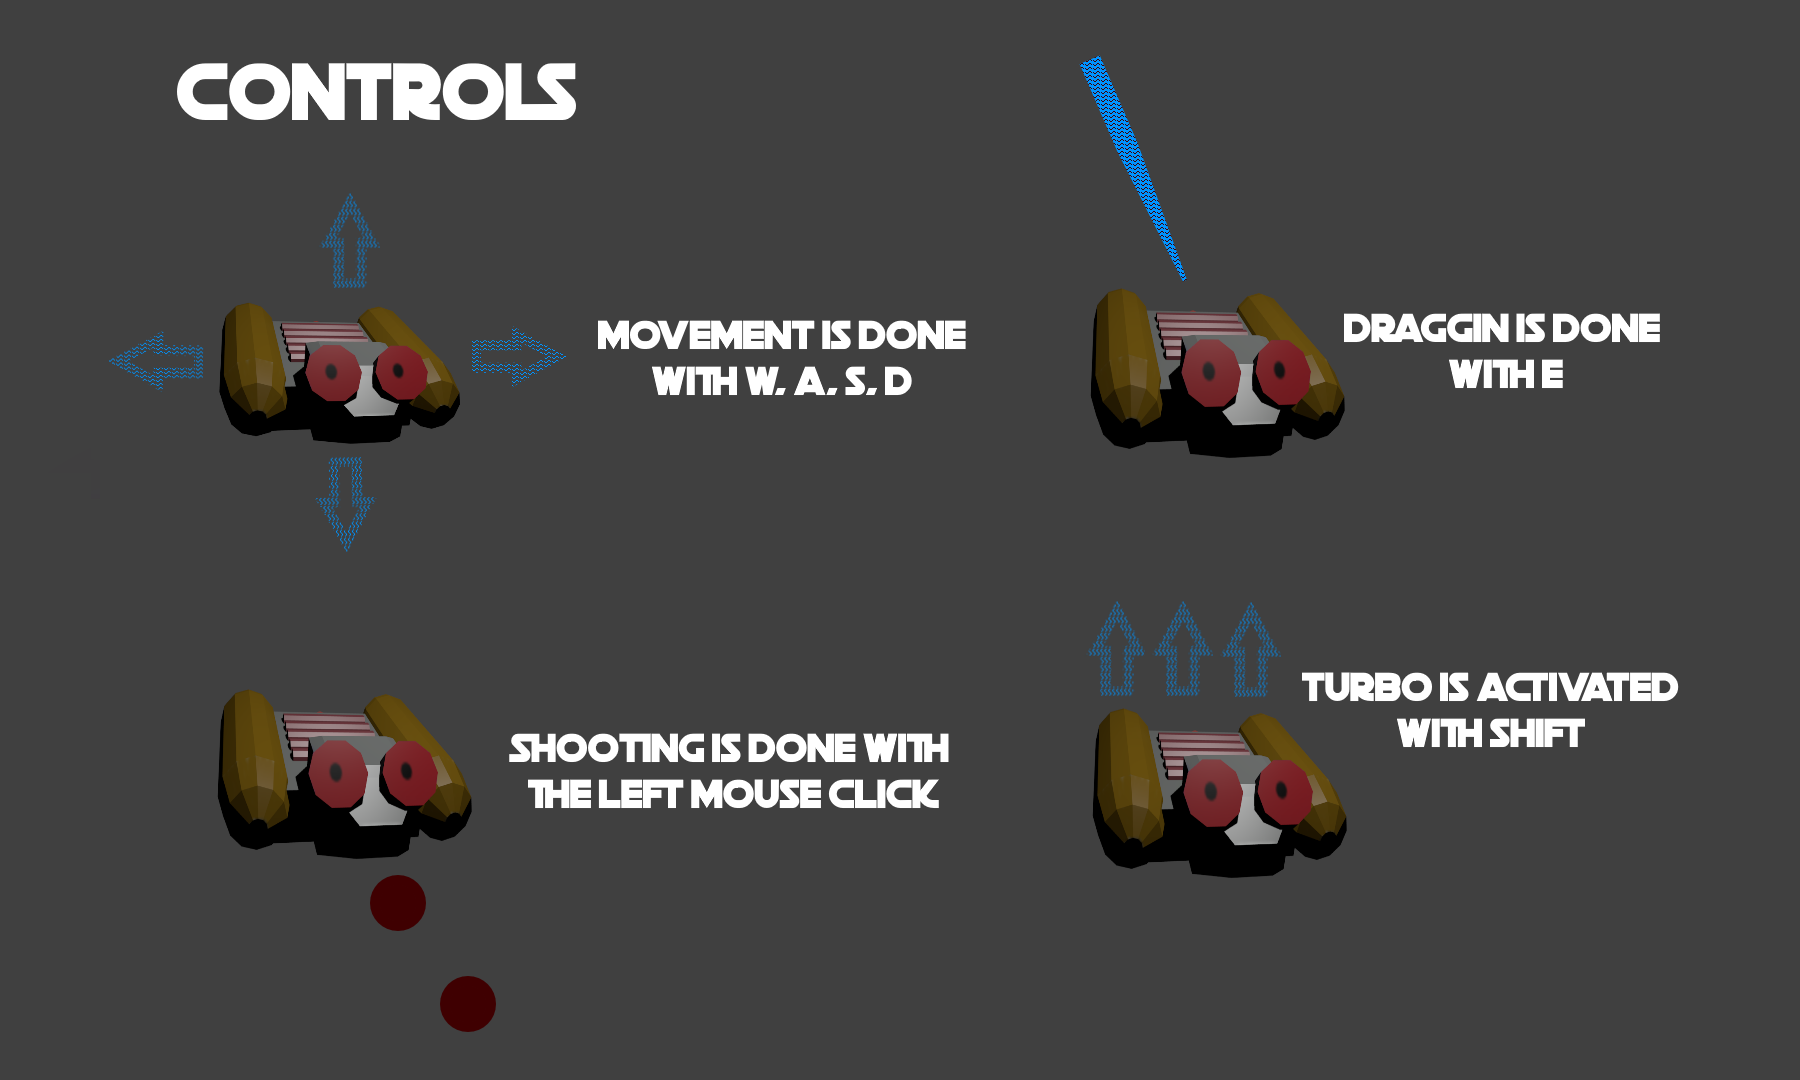 CONTROLS
MOVEMENT IS DONE
WITH W, A, S, D
DRAGGIN IS DONE
WITH E
SHOOTING IS DONE WITH
THE LEFT MOUSE CLICK
TURBO IS ACTIVATED
WITH SHIFT